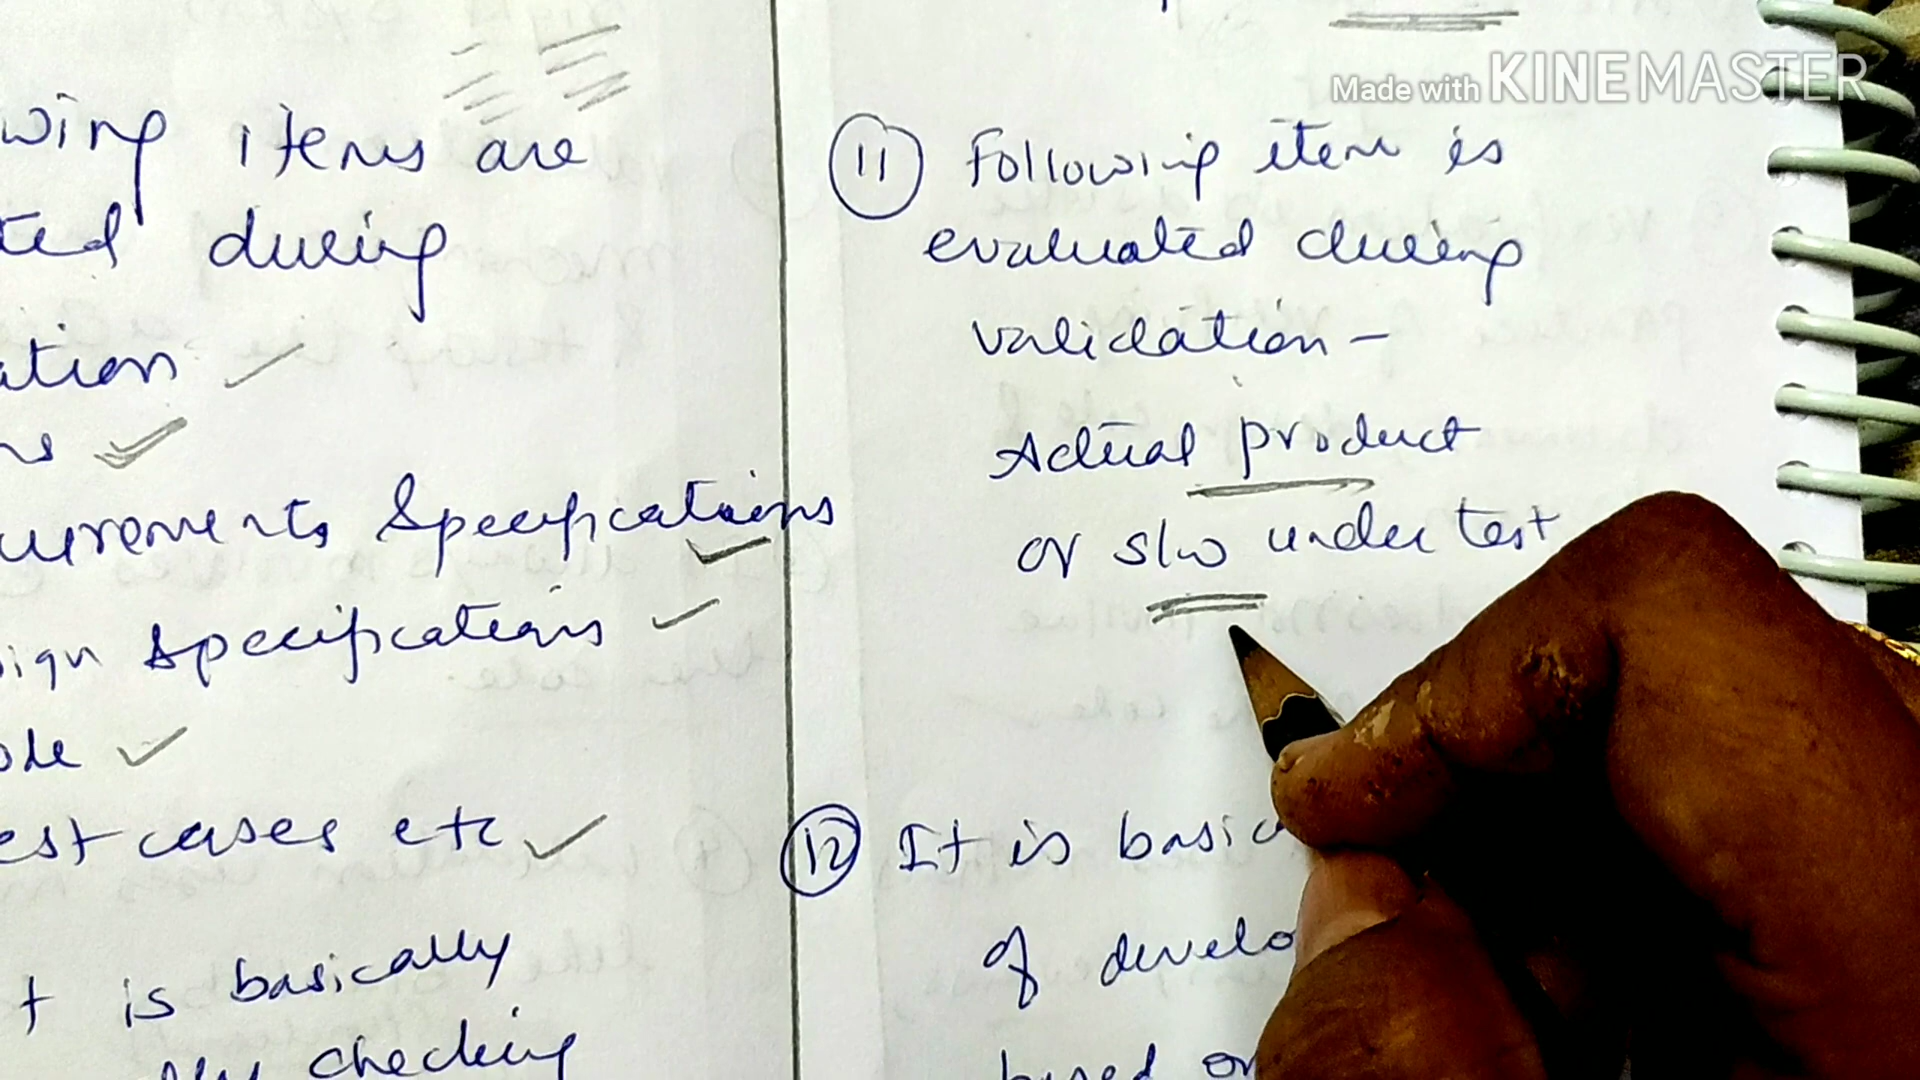 Made with KINEMASTER
wing items are
ted during
ation
ns
urements Specifications
sign specifications
ode
est cases etc
t is basically
checking
11 Following item is
evaluated during
validation -
Actual product
or s/w under test
12 It is basic
of develo
based on